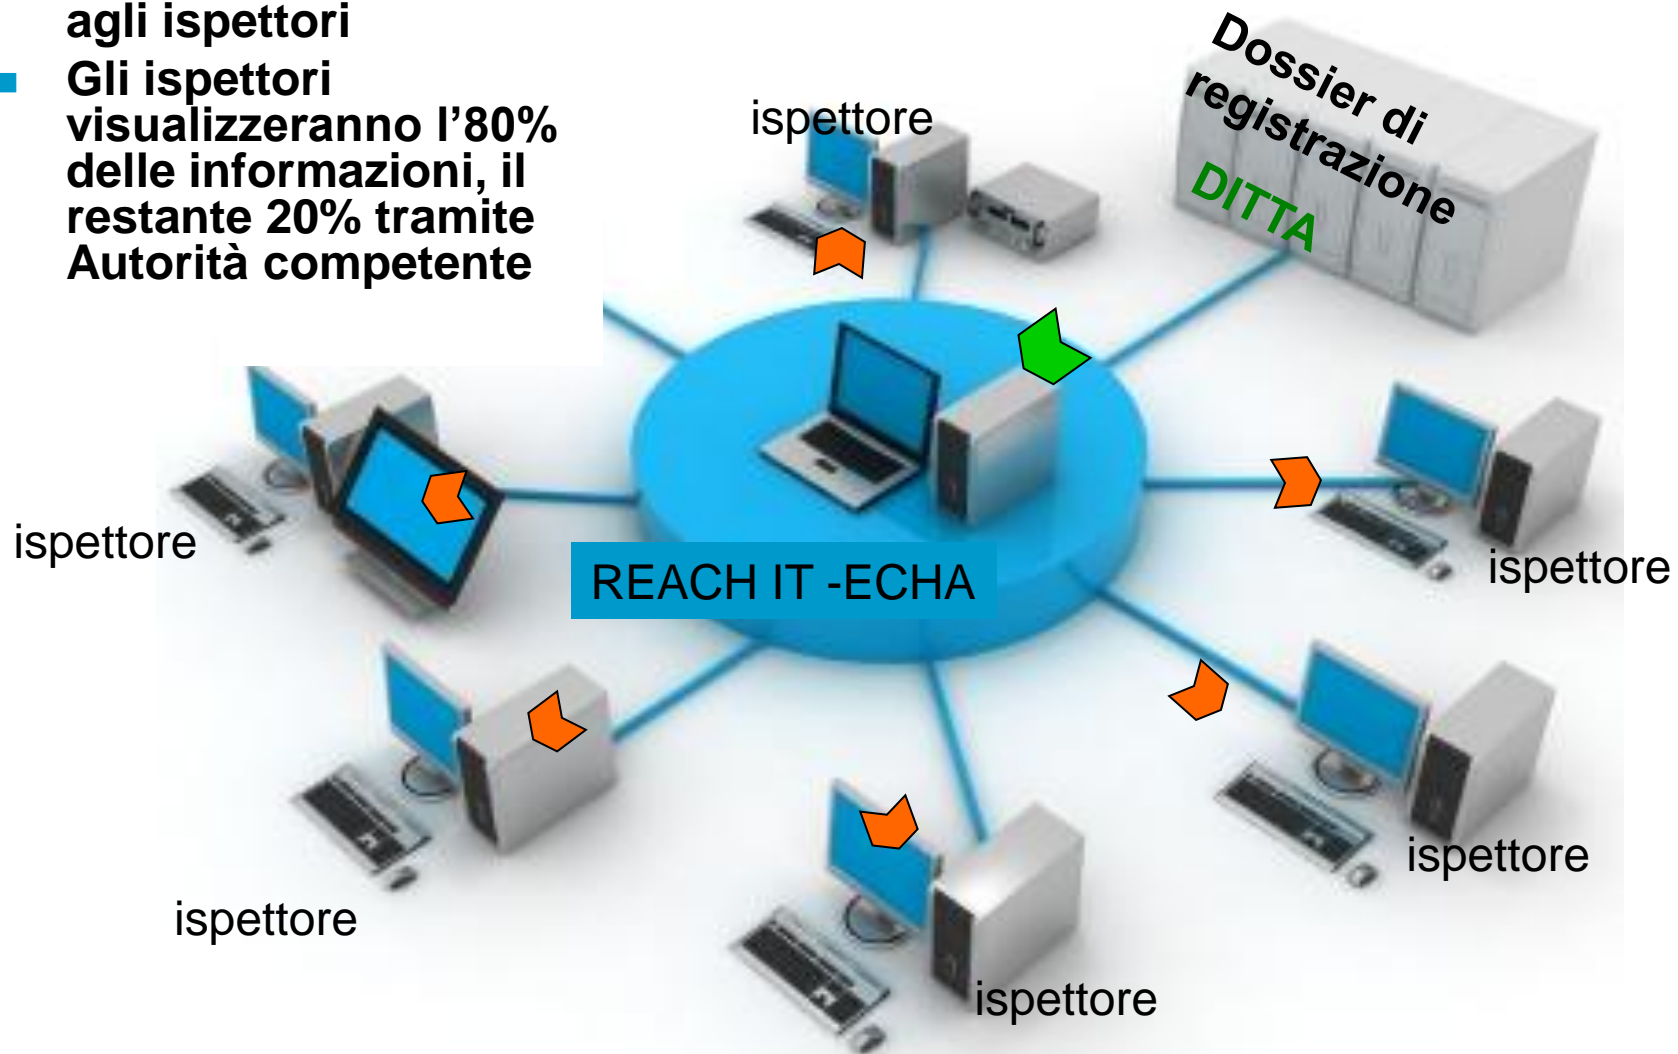 agli ispettori
Gli ispettori
visualizzeranno l’80%
delle informazioni, il
restante 20% tramite
Autorità competente
ispettore
Dossier di
registrazione
DITTA
ispettore
REACH IT -ECHA
ispettore
ispettore
ispettore
ispettore